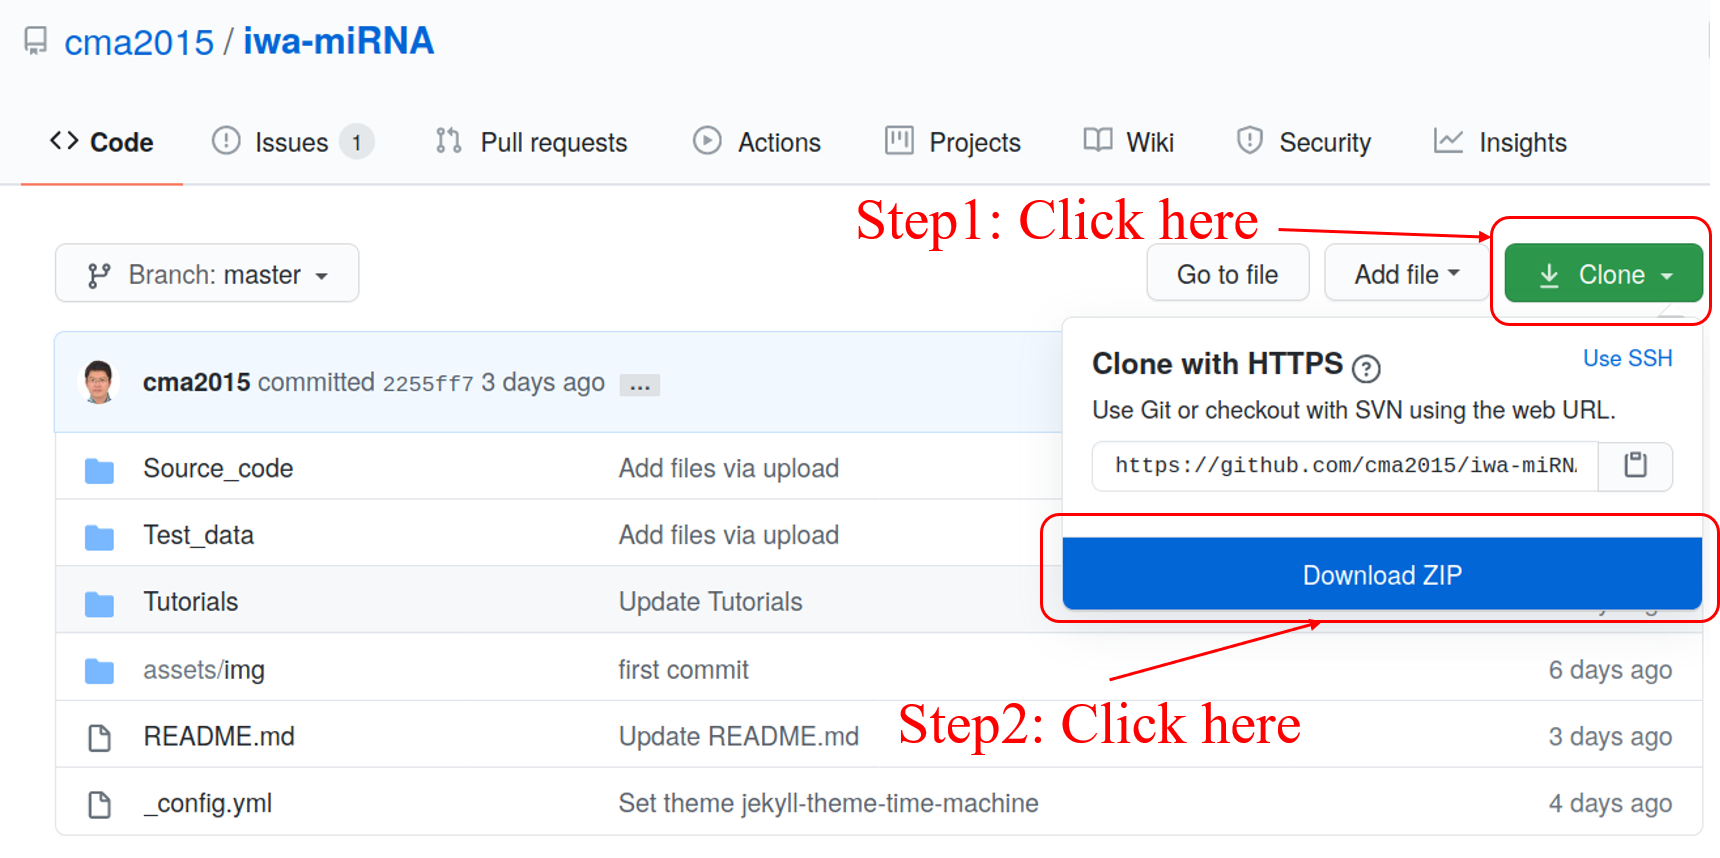 cma2015 / iwa-miRNA
Code Issues 1 Pull requests Actions Projects Wiki Security Insights
Step1: Click here
Branch: master Go to file Add file Clone
Clone with HTTPS ? Use SSH
cma2015 committed 2255ff7 3 days ago ...
Use Git or checkout with SVN using the web URL.
https://github.com/cma2015/iwa-miRN
Source_code Add files via upload
Test_data Add files via upload
Download ZIP
Tutorials Update Tutorials
assets/img first commit 6 days ago
Step2: Click here
README.md Update README.md 3 days ago
_config.yml Set theme jekyll-theme-time-machine 4 days ago